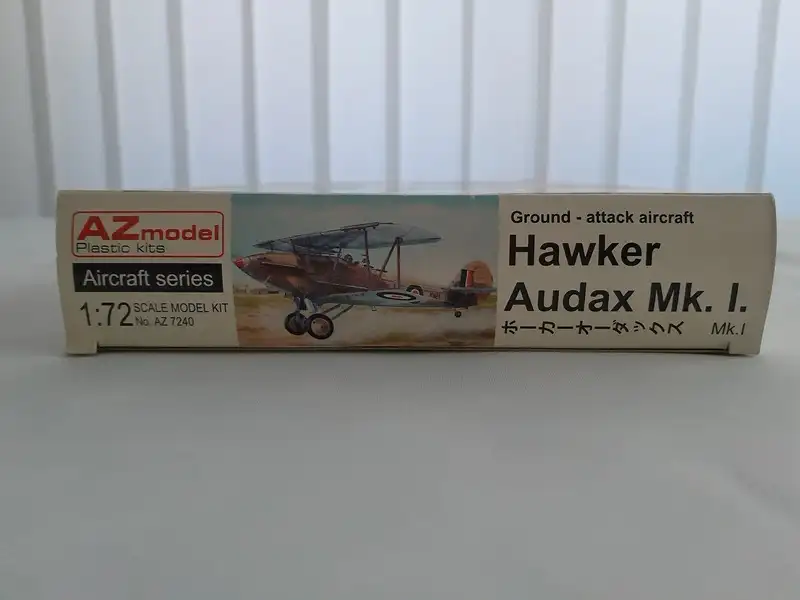 AZmodel
Plastic kits
Aircraft series
1:72 SCALE MODEL KIT
No. AZ 7240
Ground - attack aircraft
Hawker
Audax Mk. I.
ホーカーオーダックス Mk.I